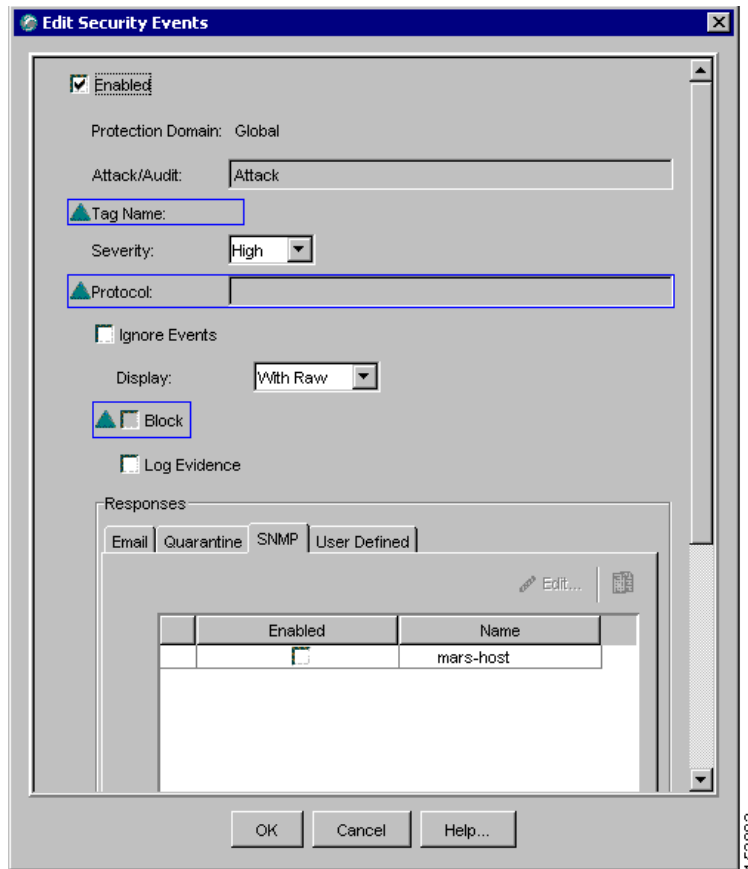 Edit Security Events
Enabled
Protection Domain: Global
Attack/Audit: Attack
Tag Name:
Severity: High
Protocol:
Ignore Events
Display: With Raw
Block
Log Evidence
Responses
Email Quarantine SNMP User Defined
Edit...
Enabled Name
mars-host
OK Cancel Help...